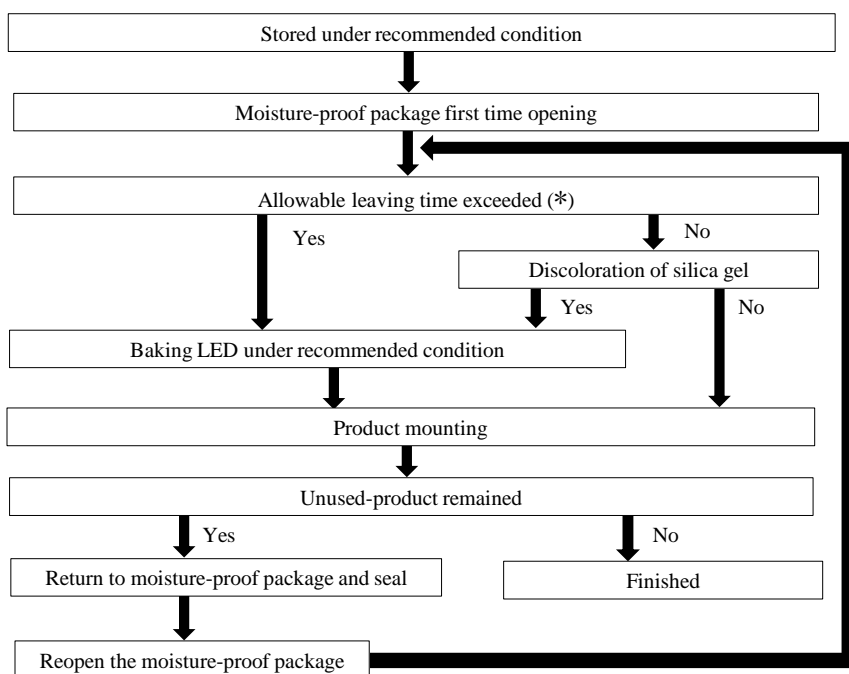 Stored under recommended condition
Moisture-proof package first time opening
Allowable leaving time exceeded (*)
Yes
No
Discoloration of silica gel
Yes
No
Baking LED under recommended condition
Product mounting
Unused-product remained
Yes
No
Return to moisture-proof package and seal
Finished
Reopen the moisture-proof package